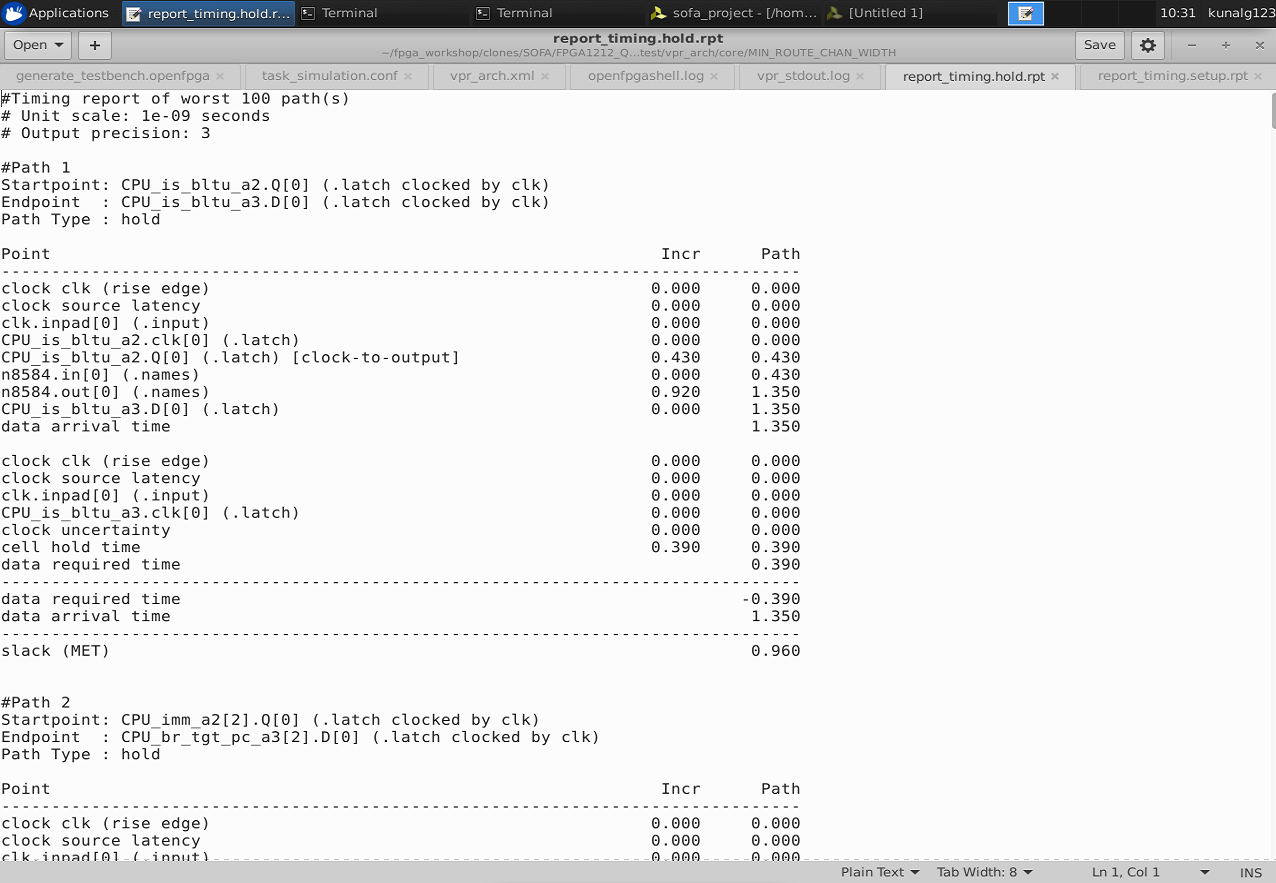 Applications report_timing.hold.r... Terminal Terminal sofa_project - [/hom... [Untitled 1] 10:31 kunalg123
Open + report_timing.hold.rpt Save
~/fpga_workshop/clones/SOFA/FPGA1212_Q...test/vpr_arch/core/MIN_ROUTE_CHAN_WIDTH
generate_testbench.openfpga × task_simulation.conf × vpr_arch.xml × openfpgashell.log × vpr_stdout.log × report_timing.hold.rpt × report_timing.setup.rpt ×
#Timing report of worst 100 path(s)
# Unit scale: 1e-09 seconds
# Output precision: 3
#Path 1
Startpoint: CPU_is_bltu_a2.Q[0] (.latch clocked by clk)
Endpoint  : CPU_is_bltu_a3.D[0] (.latch clocked by clk)
Path Type : hold
Point Incr Path
--------------------------------------------------------------------------------
clock clk (rise edge) 0.000 0.000
clock source latency 0.000 0.000
clk.inpad[0] (.input) 0.000 0.000
CPU_is_bltu_a2.clk[0] (.latch) 0.000 0.000
CPU_is_bltu_a2.Q[0] (.latch) [clock-to-output] 0.430 0.430
n8584.in[0] (.names) 0.000 0.430
n8584.out[0] (.names) 0.920 1.350
CPU_is_bltu_a3.D[0] (.latch) 0.000 1.350
data arrival time 1.350
clock clk (rise edge) 0.000 0.000
clock source latency 0.000 0.000
clk.inpad[0] (.input) 0.000 0.000
CPU_is_bltu_a3.clk[0] (.latch) 0.000 0.000
clock uncertainty 0.000 0.000
cell hold time 0.390 0.390
data required time 0.390
--------------------------------------------------------------------------------
data required time -0.390
data arrival time 1.350
--------------------------------------------------------------------------------
slack (MET) 0.960
#Path 2
Startpoint: CPU_imm_a2[2].Q[0] (.latch clocked by clk)
Endpoint  : CPU_br_tgt_pc_a3[2].D[0] (.latch clocked by clk)
Path Type : hold
Point Incr Path
--------------------------------------------------------------------------------
clock clk (rise edge) 0.000 0.000
clock source latency 0.000 0.000
clk.inpad[0] (.input) 0.000 0.000
Plain Text Tab Width: 8 Ln 1, Col 1 INS